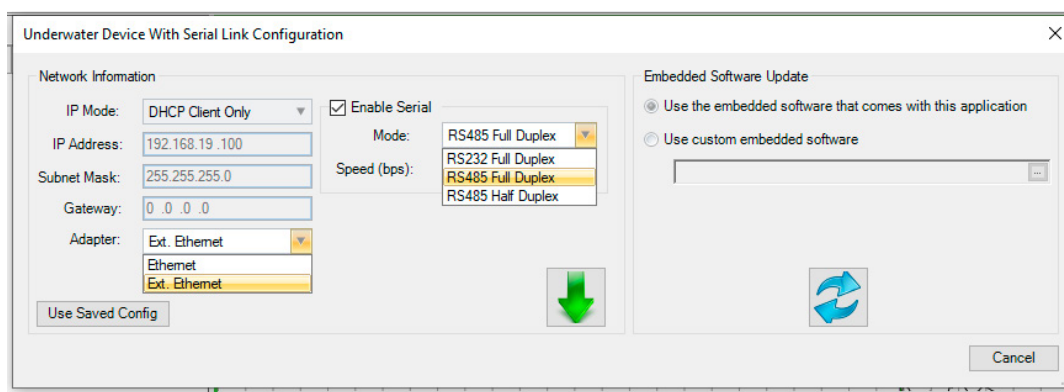 Underwater Device With Serial Link Configuration
Network Information
IP Mode: DHCP Client Only
IP Address: 192.168.19 .100
Subnet Mask: 255.255.255.0
Gateway: 0 .0 .0 .0
Adapter: Ext. Ethernet
Ethernet
Ext. Ethernet
Use Saved Config
Enable Serial
Mode: RS485 Full Duplex
RS232 Full Duplex
RS485 Full Duplex
RS485 Half Duplex
Speed (bps):
Embedded Software Update
Use the embedded software that comes with this application
Use custom embedded software
...
Cancel